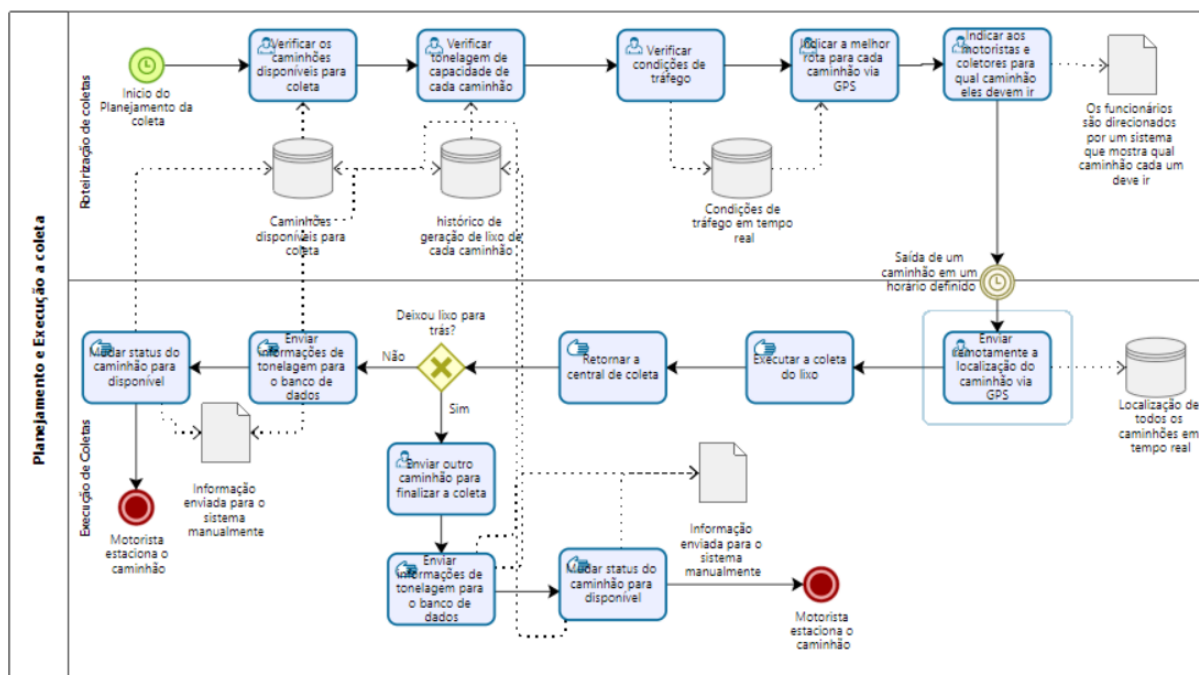 Planejamento e Execução a coleta
Roteirização de coletas
Início do
Planejamento da
coleta
Verificar os
caminhões
disponíveis para
coleta
Verificar
tonelagem de
capacidade de
cada caminhão
Verificar
condições de
tráfego
Indicar a melhor
rota para cada
caminhão via
GPS
Indicar aos
motoristas e
coletores para
qual caminhão
eles devem ir
Os funcionários
são direcionados
por um sistema
que mostra qual
caminhão cada um
deve ir
Caminhões
disponíveis para
coleta
histórico de
geração de lixo de
cada caminhão
Condições de
tráfego em tempo
real
Saída de um
caminhão em um
horário definido
Execução de Coletas
Mudar status do
caminhão para
disponível
Enviar
informações de
tonelagem para
o banco de
dados
Não
Deixou lixo para
trás?
Sim
Retornar a
central de coleta
Executar a coleta
do lixo
Enviar
remotamente a
localização do
caminhão via
GPS
Localização de
todos os
caminhões em
tempo real
Informação
enviada para o
sistema
manualmente
Motorista
estaciona o
caminhão
Enviar outro
caminhão para
finalizar a coleta
Enviar
informações de
tonelagem para
o banco de
dados
Mudar status do
caminhão para
disponível
Informação
enviada para o
sistema
manualmente
Motorista
estaciona o
caminhão